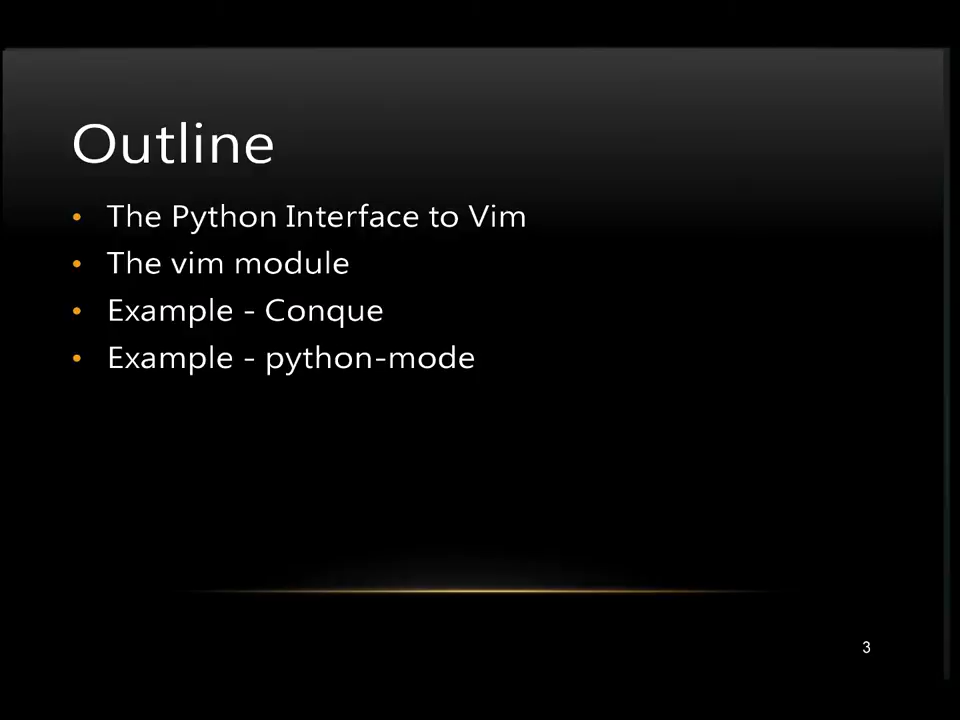 Outline
• The Python Interface to Vim
• The vim module
• Example - Conque
• Example - python-mode
3